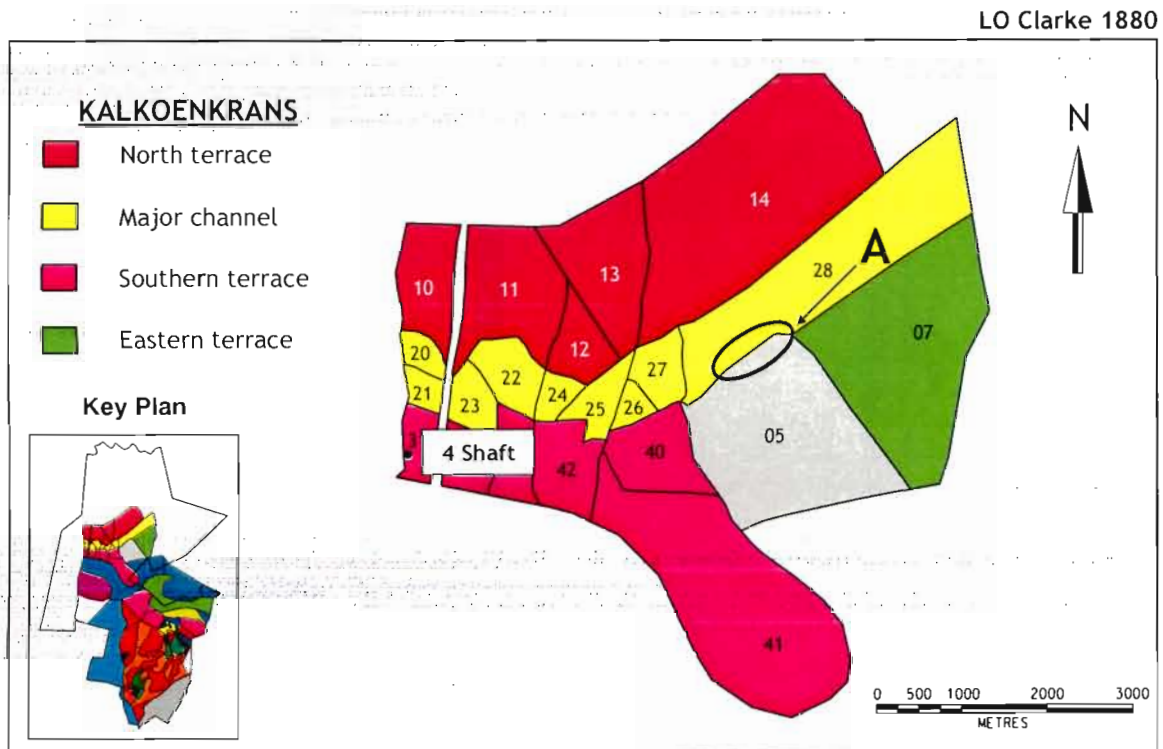 LO Clarke 1880
KALKOENKRANS
North terrace
Major channel
Southern terrace
Eastern terrace
Key Plan
N
A
14
13
10
11
28
07
12
20
22
27
21
23
24
25
26
05
3
4 Shaft
42
40
41
0 500 1000 2000 3000
METRES